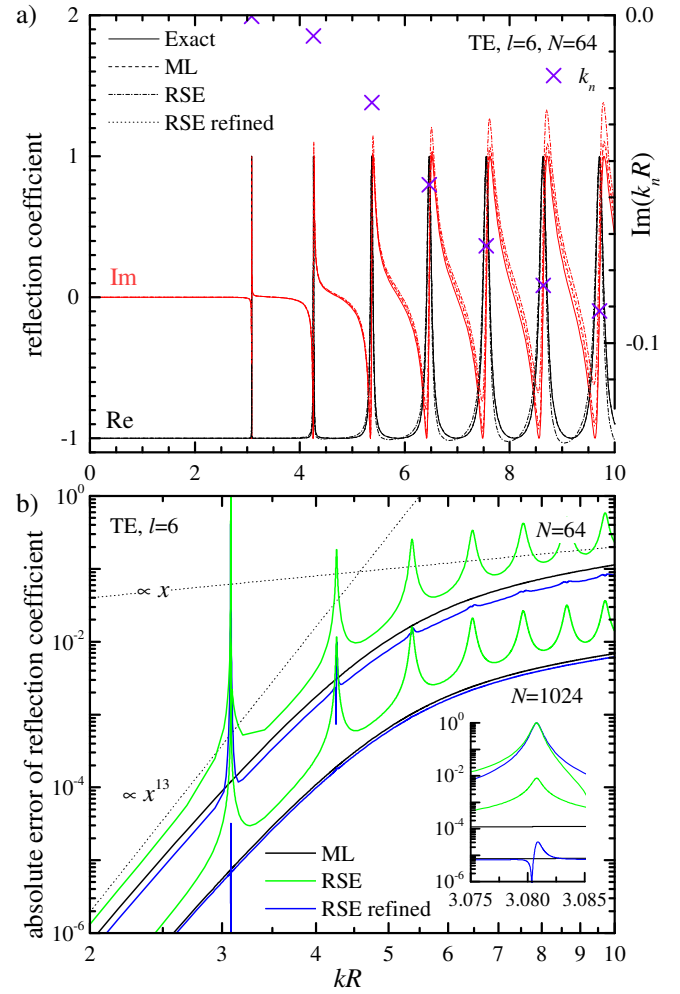 a)
2
1
0
-1
reflection coefficient
Exact
ML
RSE
RSE refined
TE, l=6, N=64
k_n
Im
Re
0.0
-0.1
Im(k_nR)
0 2 4 6 8 10
b)
10^0
10^-2
10^-4
10^-6
absolute error of reflection coefficient
TE, l=6
N=64
∝ x
∝ x^13
N=1024
ML
RSE
RSE refined
10^0
10^-2
10^-4
10^-6
3.075 3.080 3.085
2 3 4 5 6 7 8 9 10
kR